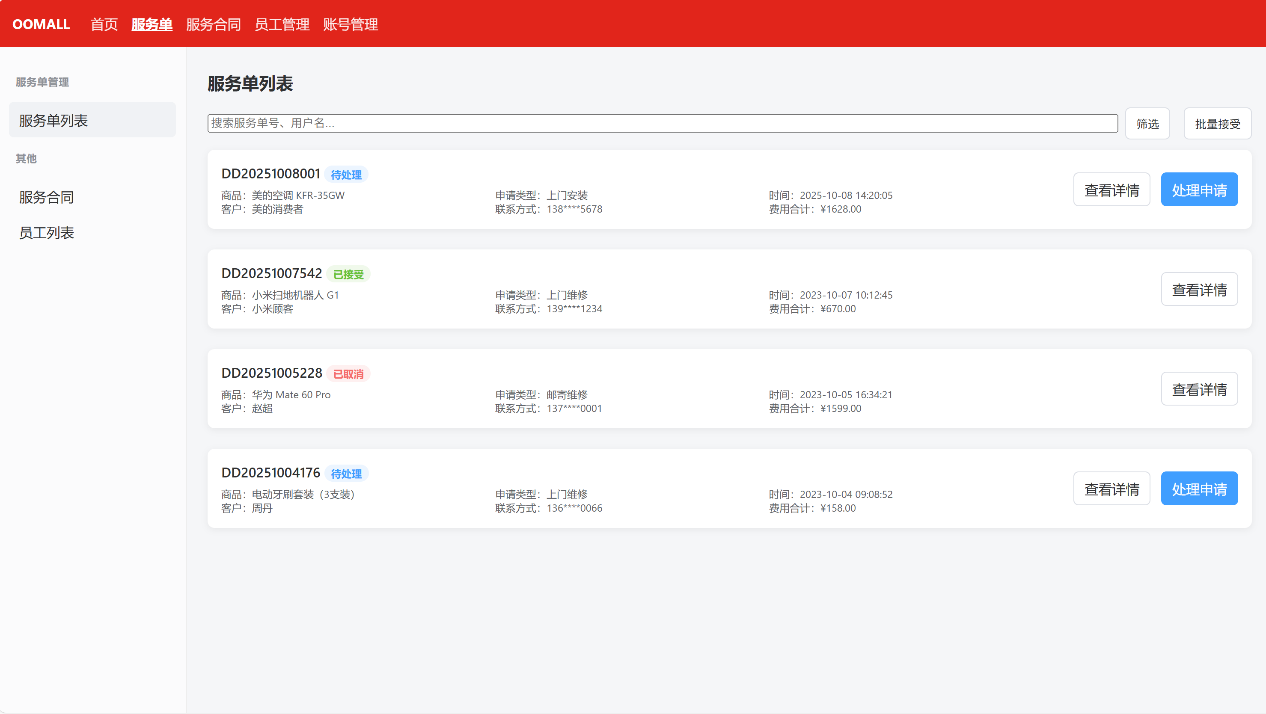 OOMALL 首页 服务单 服务合同 员工管理 账号管理
服务单管理
服务单列表
其他
服务合同
员工列表
服务单列表
搜索服务单号、用户名... 筛选 批量接受
DD20251008001 待处理
商品：美的空调 KFR-35GW 申请类型：上门安装 时间：2025-10-08 14:20:05
客户：美的消费者 联系方式：138****5678 费用合计：¥1628.00
查看详情 处理申请
DD20251007542 已接受
商品：小米扫地机器人 G1 申请类型：上门维修 时间：2023-10-07 10:12:45
客户：小米顾客 联系方式：139****1234 费用合计：¥670.00
查看详情
DD20251005228 已取消
商品：华为 Mate 60 Pro 申请类型：邮寄维修 时间：2023-10-05 16:34:21
客户：赵超 联系方式：137****0001 费用合计：¥1599.00
查看详情
DD20251004176 待处理
商品：电动牙刷套装（3支装） 申请类型：上门维修 时间：2023-10-04 09:08:52
客户：周丹 联系方式：136****0066 费用合计：¥158.00
查看详情 处理申请